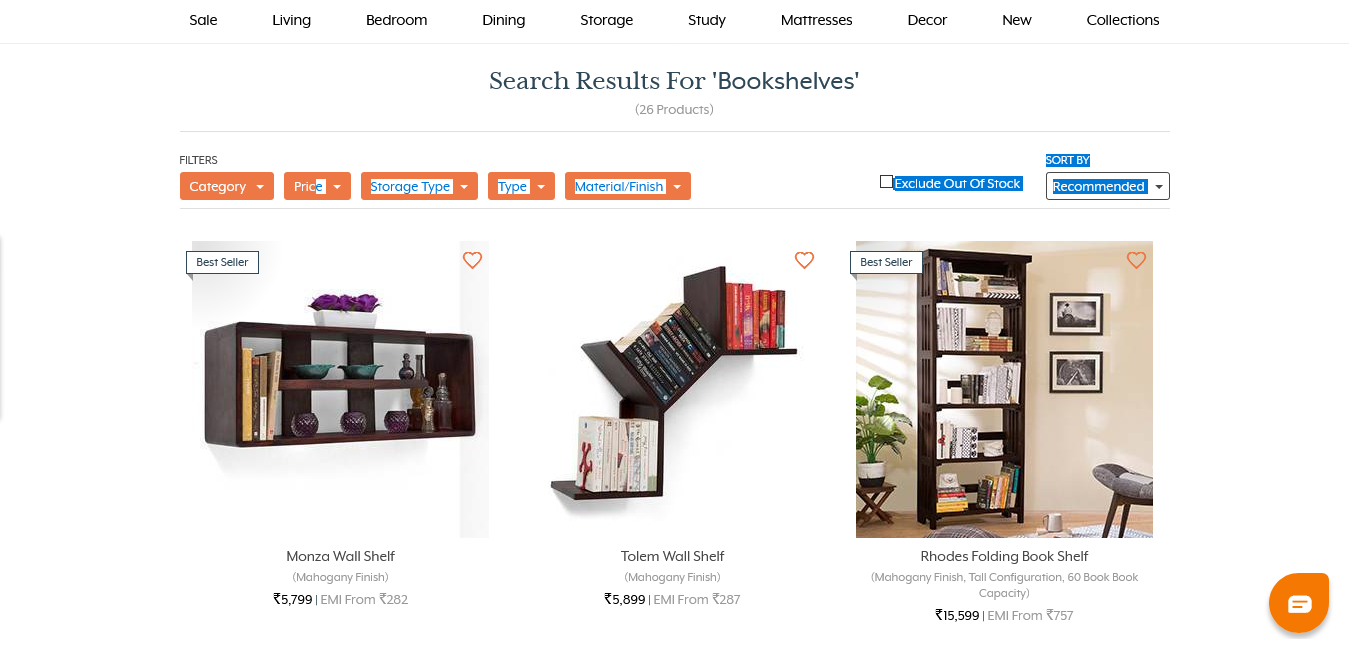 Sale Living Bedroom Dining Storage Study Mattresses Decor New Collections
Search Results For 'Bookshelves'
(26 Products)
FILTERS
SORT BY
Category Price Storage Type Type Material/Finish
Exclude Out Of Stock Recommended
Best Seller
Best Seller
Monza Wall Shelf
(Mahogany Finish)
₹5,799 | EMI From ₹282
Tolem Wall Shelf
(Mahogany Finish)
₹5,899 | EMI From ₹287
Rhodes Folding Book Shelf
(Mahogany Finish, Tall Configuration, 60 Book Book
Capacity)
₹15,599 | EMI From ₹757